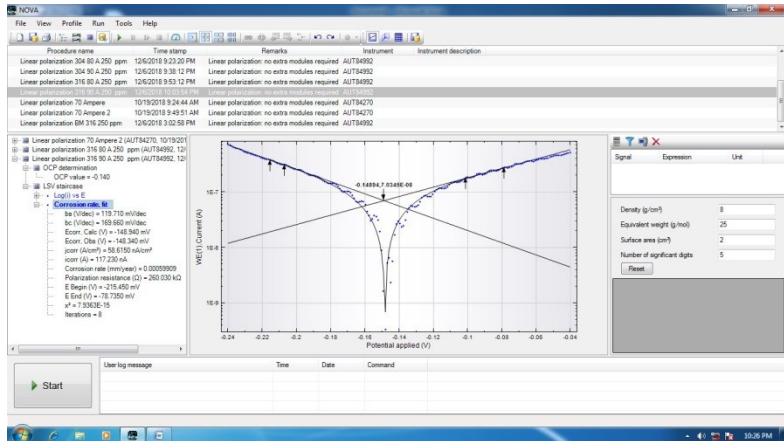 NOVA
File View Profile Run Tools Help
Procedure name Time stamp Remarks Instrument Instrument description
Linear polarization 304 80 A 250 ppm 12/6/2018 9:23:20 PM Linear polarization: no extra modules required AUT84992
Linear polarization 304 90 A 250 ppm 12/6/2018 9:38:12 PM Linear polarization: no extra modules required AUT84992
Linear polarization 316 80 A 250 ppm 12/6/2018 9:53:12 PM Linear polarization: no extra modules required AUT84992
Linear polarization 316 90 A 250 ppm 12/6/2018 10:03:54 PM Linear polarization: no extra modules required AUT84992
Linear polarization 70 Ampere 10/19/2018 9:24:44 AM Linear polarization: no extra modules required AUT84270
Linear polarization 70 Ampere 2 10/19/2018 9:49:51 AM Linear polarization: no extra modules required AUT84270
Linear polarization BM 316 250 ppm 12/6/2018 3:02:58 PM Linear polarization: no extra modules required AUT84992
Linear polarization 70 Ampere 2 (AUT84270, 10/19/201
Linear polarization 316 80 A 250 ppm (AUT84992, 12/
Linear polarization 316 90 A 250 ppm (AUT84992, 12/
OCP determination
OCP value = -0.140
LSV staircase
Log(i) vs E
Corrosion rate, fit
ba (V/dec) = 119.710 mV/dec
bc (V/dec) = 169.660 mV/dec
Ecorr, Calc (V) = -148.940 mV
Ecorr, Obs (V) = -148.340 mV
jcorr (A/cm²) = 58.6150 nA/cm²
icorr (A) = 117.230 nA
Corrosion rate (mm/year) = 0.00059909
Polarization resistance (Ω) = 260.030 kΩ
E Begin (V) = -215.450 mV
E End (V) = -78.7350 mV
χ² = 7.9363E-15
Iterations = 8
-0.14894,7.0349E-08
WE(1).Current (A)
1E-7
1E-8
1E-9
-0.24 -0.22 -0.2 -0.18 -0.16 -0.14 -0.12 -0.1 -0.08 -0.06 -0.04
Potential applied (V)
Signal Expression Unit
Density (g/cm³) 8
Equivalent weight (g/mol) 25
Surface area (cm²) 2
Number of significant digits 5
Reset
Start
User log message Time Date Command
10:26 PM